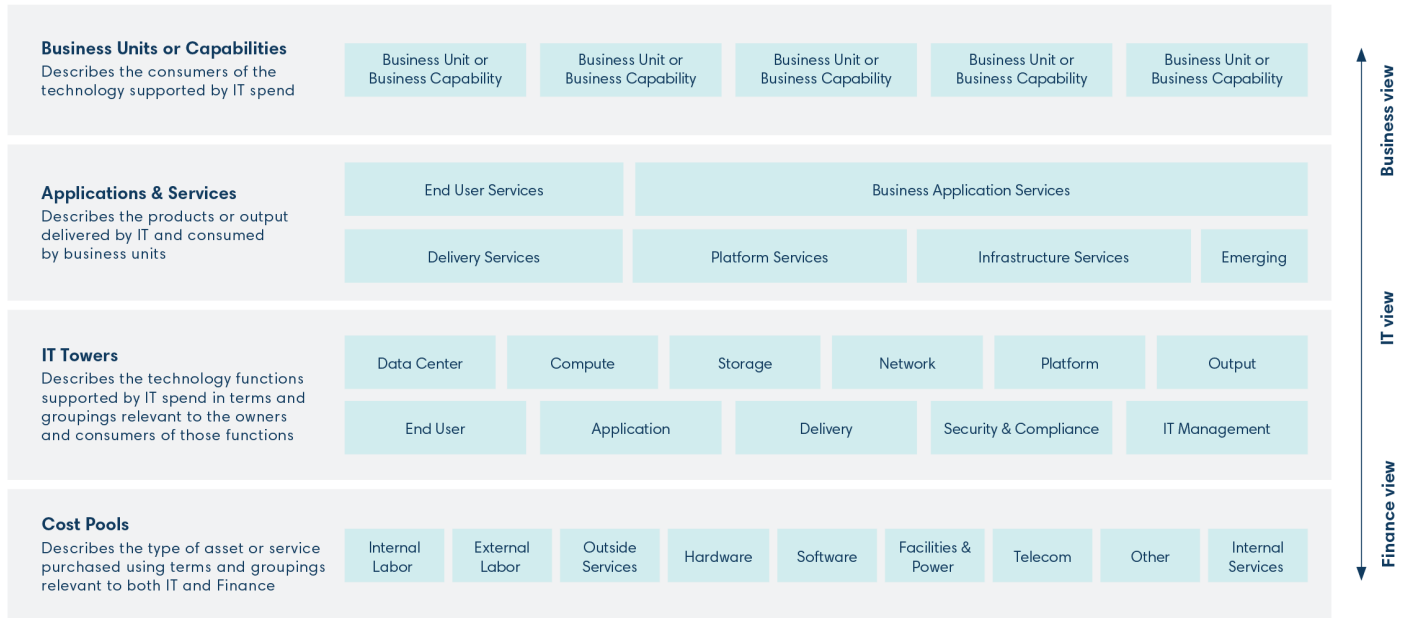 Business Units or Capabilities
Describes the consumers of the
technology supported by IT spend
Business Unit or
Business Capability
Business Unit or
Business Capability
Business Unit or
Business Capability
Business Unit or
Business Capability
Business Unit or
Business Capability
Applications & Services
Describes the products or output
delivered by IT and consumed
by business units
End User Services
Business Application Services
Delivery Services
Platform Services
Infrastructure Services
Emerging
IT Towers
Describes the technology functions
supported by IT spend in terms and
groupings relevant to the owners
and consumers of those functions
Data Center
Compute
Storage
Network
Platform
Output
End User
Application
Delivery
Security & Compliance
IT Management
Cost Pools
Describes the type of asset or service
purchased using terms and groupings
relevant to both IT and Finance
Internal
Labor
External
Labor
Outside
Services
Hardware
Software
Facilities &
Power
Telecom
Other
Internal
Services
Business view
IT view
Finance view